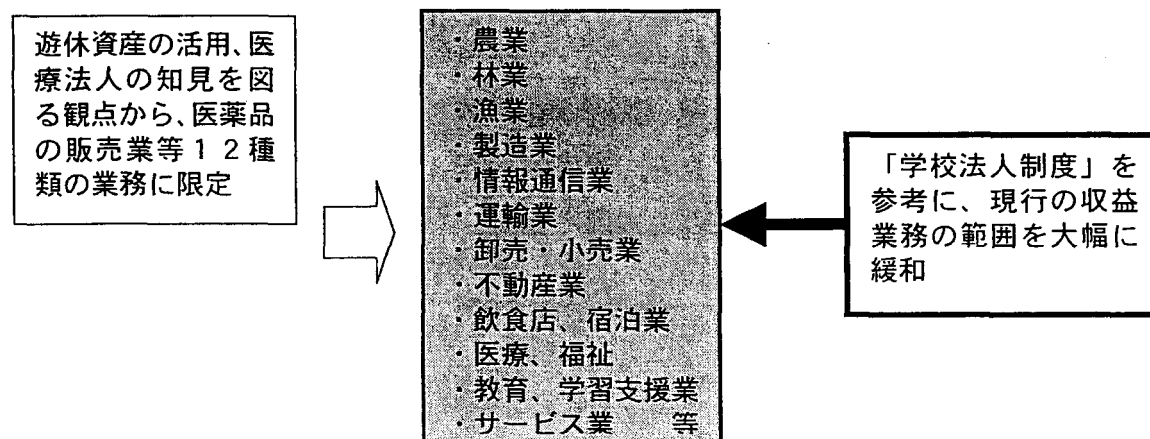 遊休資産の活用、医
療法人の知見を図
る観点から、医薬品
の販売業等１２種
類の業務に限定
・農業
・林業
・漁業
・製造業
・情報通信業
・運輸業
・卸売・小売業
・不動産業
・飲食店、宿泊業
・医療、福祉
・教育、学習支援業
・サービス業　等
「学校法人制度」を
参考に、現行の収益
業務の範囲を大幅に
緩和